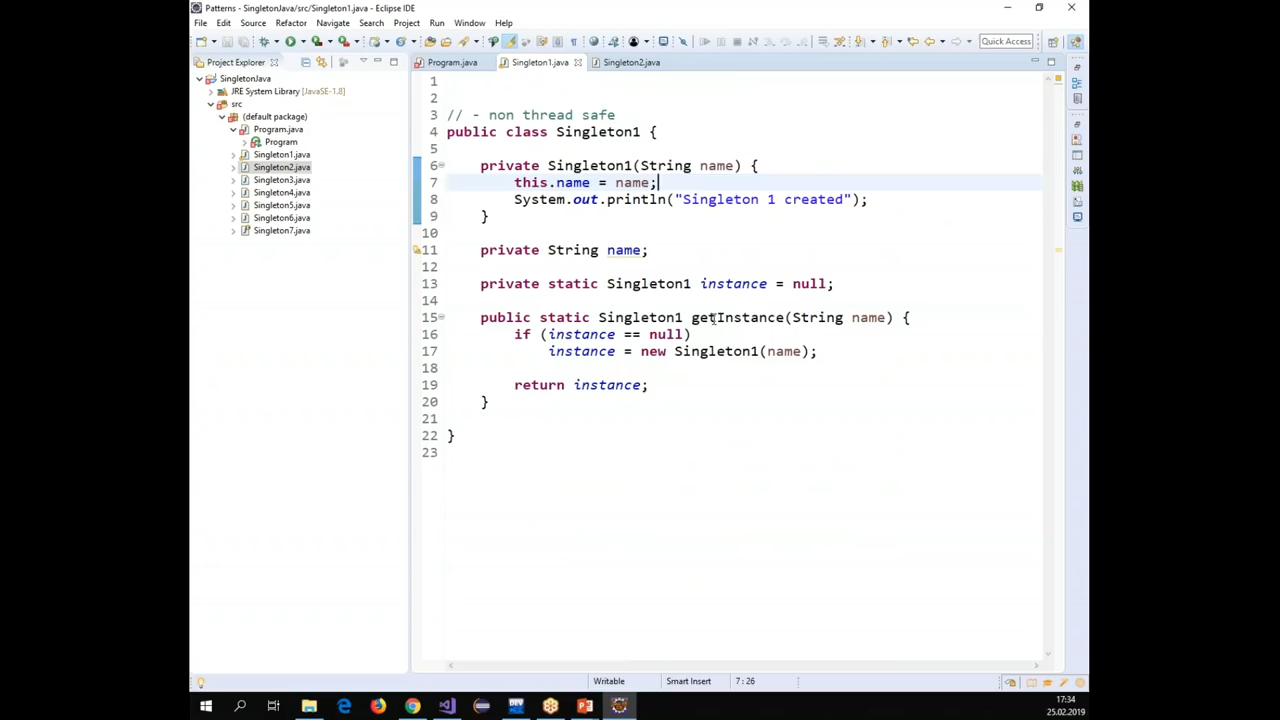 Patterns - SingletonJava/src/Singleton1.java - Eclipse IDE
File Edit Source Refactor Navigate Search Project Run Window Help
Quick Access
Project Explorer
Program.java Singleton1.java Singleton2.java
SingletonJava
JRE System Library [JavaSE-1.8]
src
(default package)
Program.java
Program
Singleton1.java
Singleton2.java
Singleton3.java
Singleton4.java
Singleton5.java
Singleton6.java
Singleton7.java
1
2
3 // - non thread safe
4 public class Singleton1 {
5
6 private Singleton1(String name) {
7 this.name = name;
8 System.out.println("Singleton 1 created");
9 }
10
11 private String name;
12
13 private static Singleton1 instance = null;
14
15 public static Singleton1 getInstance(String name) {
16 if (instance == null)
17 instance = new Singleton1(name);
18
19 return instance;
20 }
21
22 }
23
Writable Smart Insert 7 : 26
DEV
17:34
25.02.2019